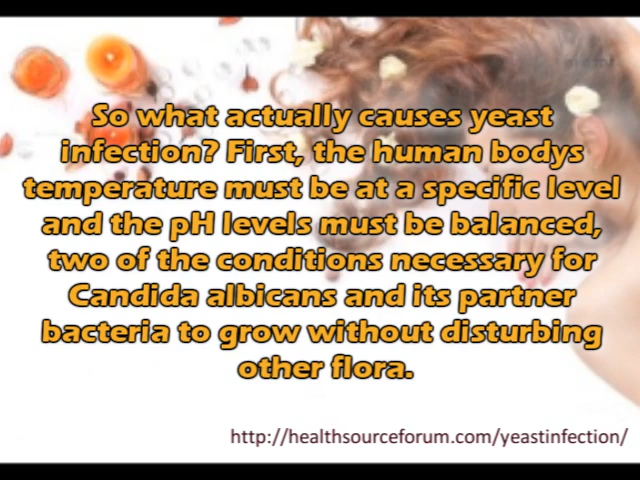 So what actually causes yeast
infection? First, the human bodys
temperature must be at a specific level
and the pH levels must be balanced,
two of the conditions necessary for
Candida albicans and its partner
bacteria to grow without disturbing
other flora.
http://healthsourceforum.com/yeastinfection/